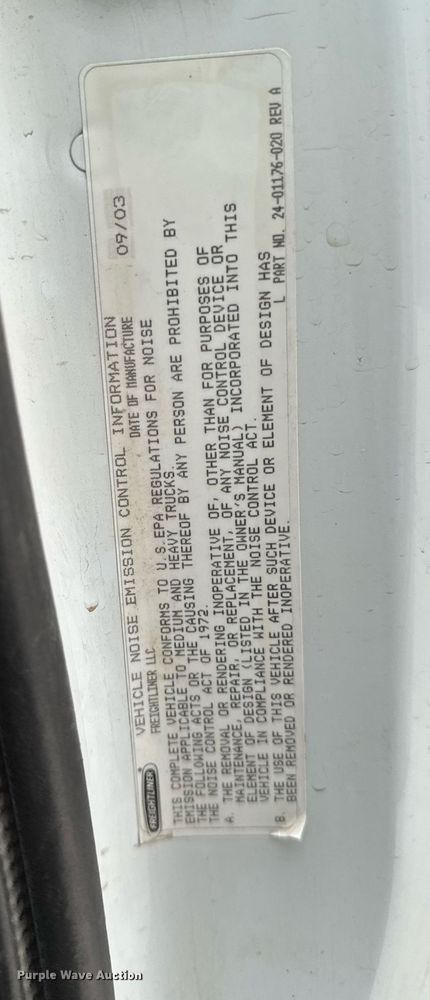 VEHICLE NOISE EMISSION CONTROL INFORMATION
FREIGHTLINER
FREIGHTLINER LLC
DATE OF MANUFACTURE 09/03
THIS COMPLETE VEHICLE CONFORMS TO U.S.EPA REGULATIONS FOR NOISE
EMISSION APPLICABLE TO MEDIUM AND HEAVY TRUCKS.
THE FOLLOWING ACTS OR THE CAUSING THEREOF BY ANY PERSON ARE PROHIBITED BY
THE NOISE CONTROL ACT OF 1972.
A. THE REMOVAL OR RENDERING INOPERATIVE OF, OTHER THAN FOR PURPOSES OF
MAINTENANCE, REPAIR, OR REPLACEMENT, OF ANY NOISE CONTROL DEVICE OR
ELEMENT OF DESIGN (LISTED IN THE OWNER'S MANUAL) INCORPORATED INTO THIS
VEHICLE IN COMPLIANCE WITH THE NOISE CONTROL ACT.
B. THE USE OF THIS VEHICLE AFTER SUCH DEVICE OR ELEMENT OF DESIGN HAS
BEEN REMOVED OR RENDERED INOPERATIVE.
L PART NO. 24-01176-020 REV A
Purple Wave Auction